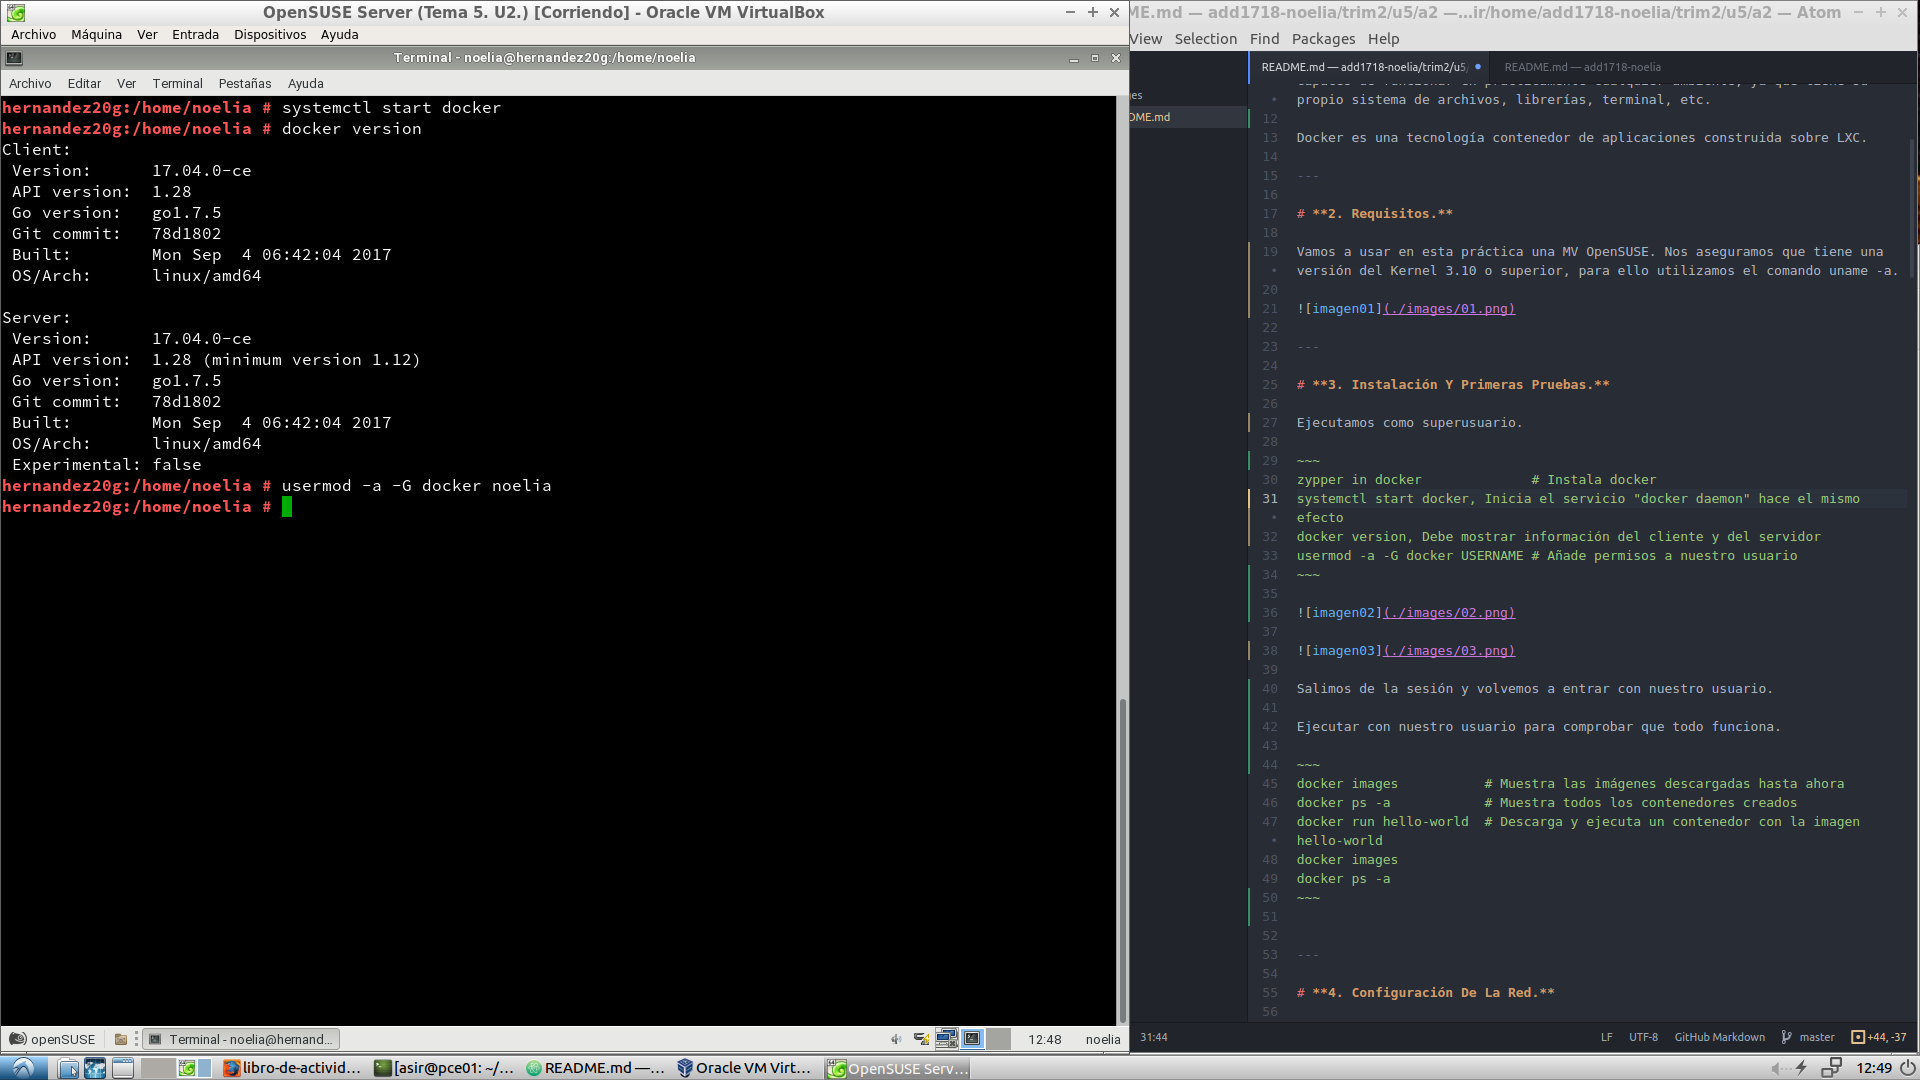 OpenSUSE Server (Tema 5. U2.) [Corriendo] - Oracle VM VirtualBox
Archivo Máquina Ver Entrada Dispositivos Ayuda
Terminal - noelia@hernandez20g:/home/noelia
Archivo Editar Ver Terminal Pestañas Ayuda
hernandez20g:/home/noelia # systemctl start docker
hernandez20g:/home/noelia # docker version
Client:
Version: 17.04.0-ce
API version: 1.28
Go version: go1.7.5
Git commit: 78d1802
Built: Mon Sep 4 06:42:04 2017
OS/Arch: linux/amd64
Server:
Version: 17.04.0-ce
API version: 1.28 (minimum version 1.12)
Go version: go1.7.5
Git commit: 78d1802
Built: Mon Sep 4 06:42:04 2017
OS/Arch: linux/amd64
Experimental: false
hernandez20g:/home/noelia # usermod -a -G docker noelia
hernandez20g:/home/noelia #
openSUSE Terminal - noelia@hernand... 12:48 noelia
ME.md — add1718-noelia/trim2/u5/a2 —...ir/home/add1718-noelia/trim2/u5/a2 — Atom
View Selection Find Packages Help
README.md — add1718-noelia/trim2/u5/ README.md — add1718-noelia
es
OME.md
propio sistema de archivos, librerías, terminal, etc.
12
13 Docker es una tecnología contenedor de aplicaciones construida sobre LXC.
14
15 ---
16
17 # **2. Requisitos.**
18
19 Vamos a usar en esta práctica una MV OpenSUSE. Nos aseguramos que tiene una
versión del Kernel 3.10 o superior, para ello utilizamos el comando uname -a.
20
21 ![imagen01](./images/01.png)
22
23 ---
24
25 # **3. Instalación Y Primeras Pruebas.**
26
27 Ejecutamos como superusuario.
28
29 ~~~
30 zypper in docker # Instala docker
31 systemctl start docker, Inicia el servicio "docker daemon" hace el mismo
efecto
32 docker version, Debe mostrar información del cliente y del servidor
33 usermod -a -G docker USERNAME # Añade permisos a nuestro usuario
34 ~~~
35
36 ![imagen02](./images/02.png)
37
38 ![imagen03](./images/03.png)
39
40 Salimos de la sesión y volvemos a entrar con nuestro usuario.
41
42 Ejecutar con nuestro usuario para comprobar que todo funciona.
43
44 ~~~
45 docker images # Muestra las imágenes descargadas hasta ahora
46 docker ps -a # Muestra todos los contenedores creados
47 docker run hello-world # Descarga y ejecuta un contenedor con la imagen
hello-world
48 docker images
49 docker ps -a
50 ~~~
51
52
53 ---
54
55 # **4. Configuración De La Red.**
56
31:44 LF UTF-8 GitHub Markdown master +44, -37
libro-de-activid... [asir@pce01: ~/... README.md —... Oracle VM Virt... OpenSUSE Serv... 12:49